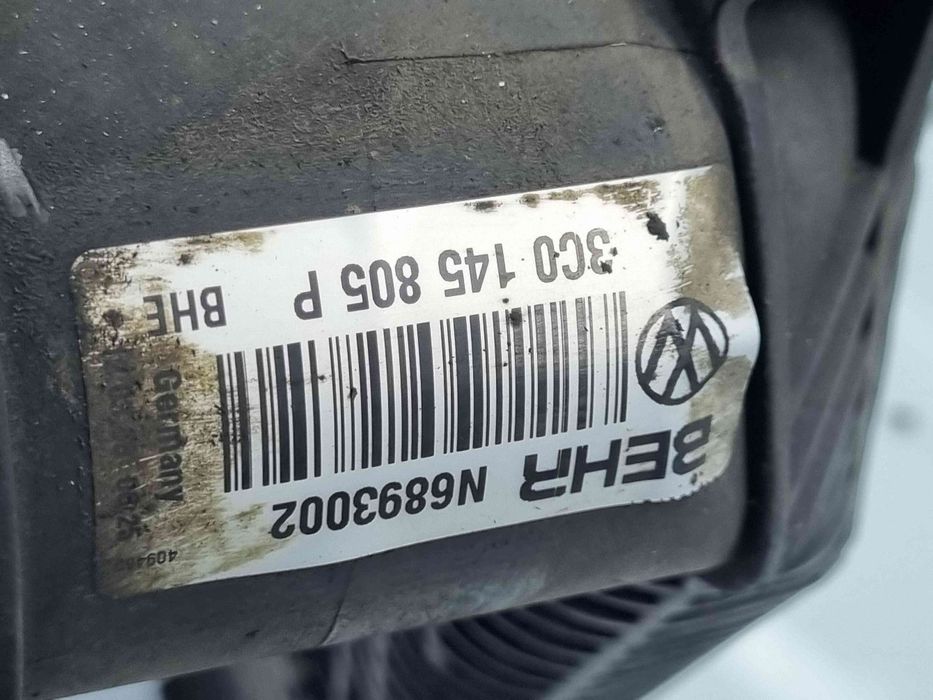 BEHR N6893002
3C0 145 805 P BHE
Germany